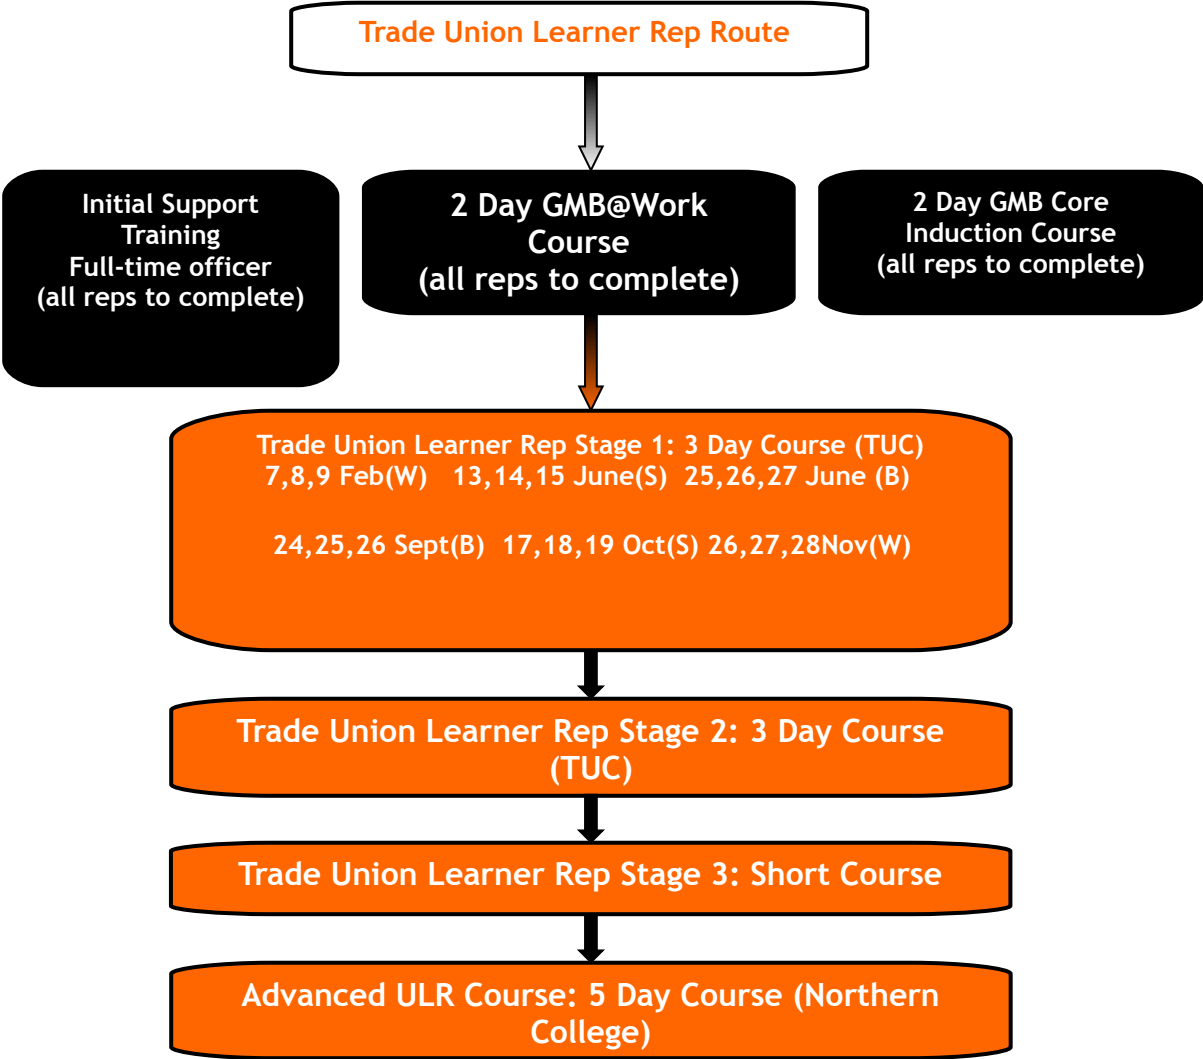 Trade Union Learner Rep Route
Initial Support
Training
Full-time officer
(all reps to complete)
2 Day GMB@Work
Course
(all reps to complete)
2 Day GMB Core
Induction Course
(all reps to complete)
Trade Union Learner Rep Stage 1: 3 Day Course (TUC)
7,8,9 Feb(W) 13,14,15 June(S) 25,26,27 June (B)
24,25,26 Sept(B) 17,18,19 Oct(S) 26,27,28Nov(W)
Trade Union Learner Rep Stage 2: 3 Day Course
(TUC)
Trade Union Learner Rep Stage 3: Short Course
Advanced ULR Course: 5 Day Course (Northern
College)